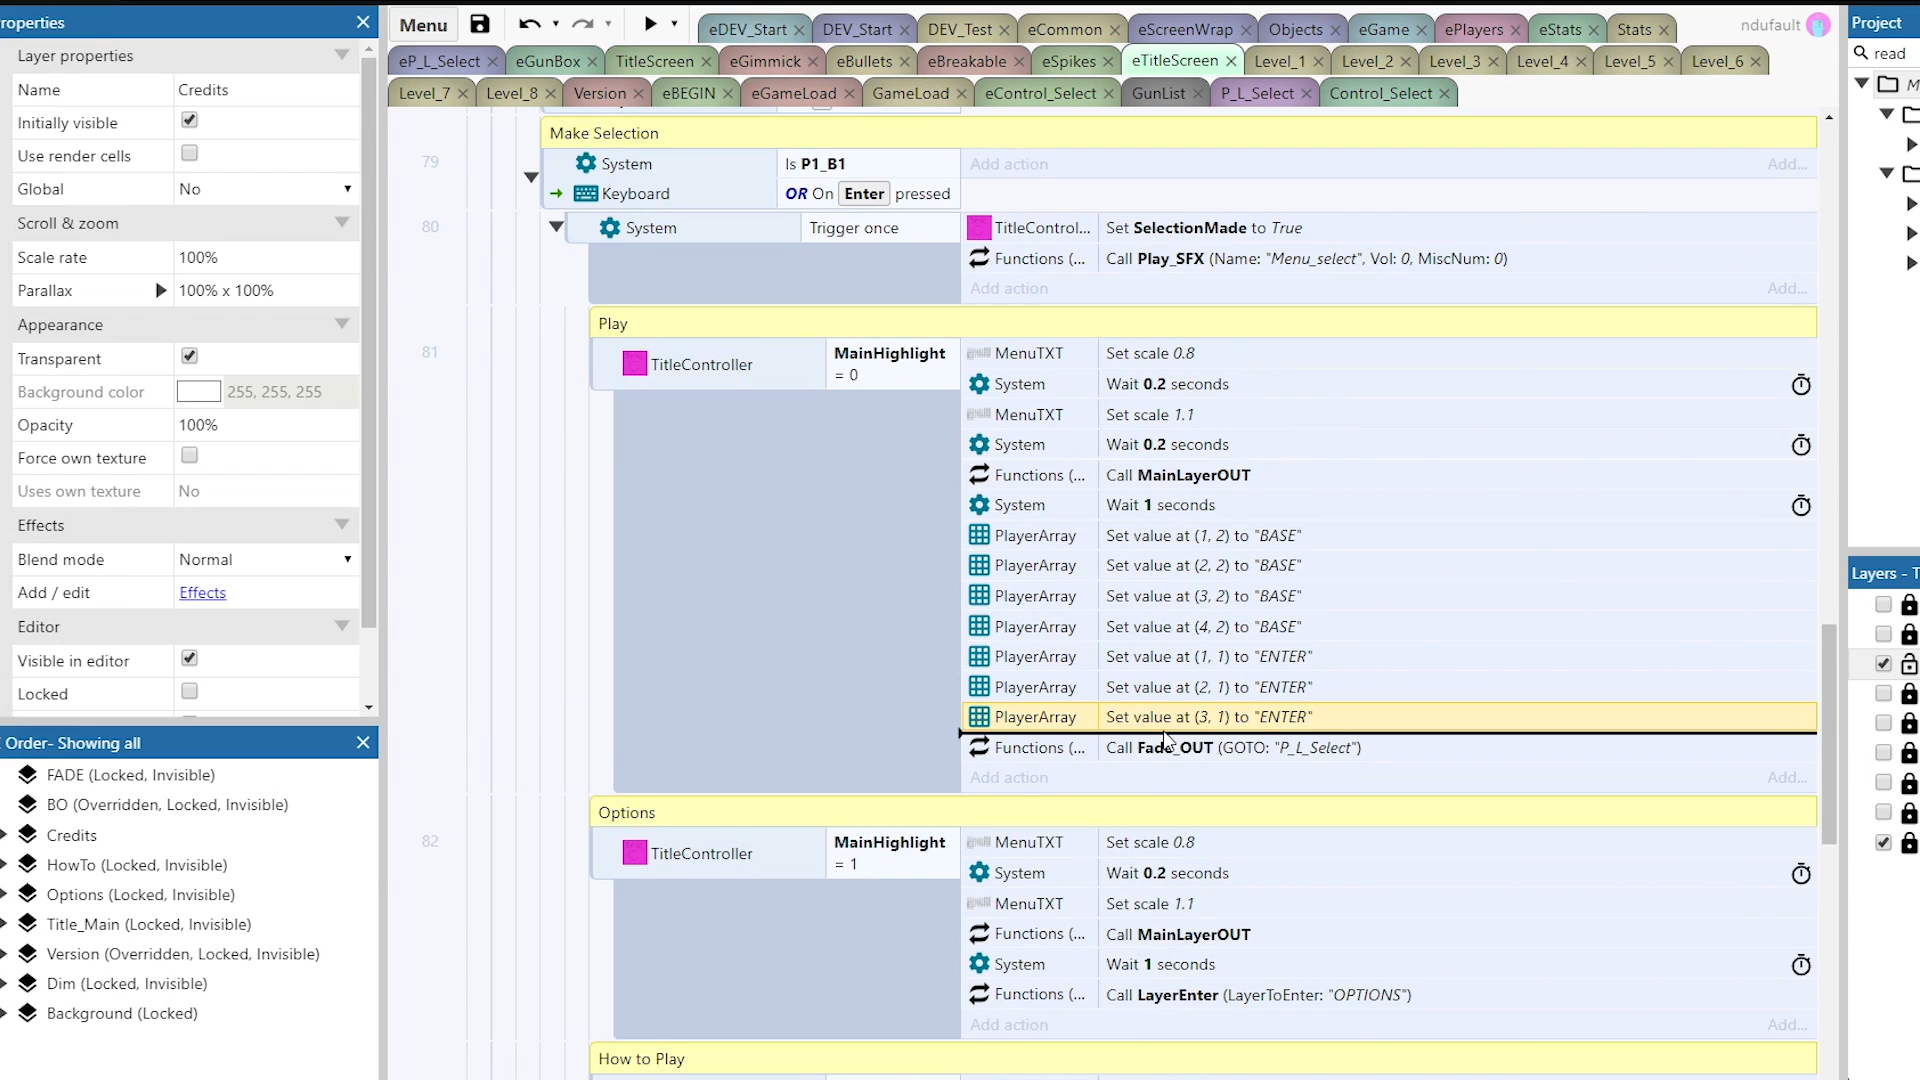 roperties
Menu
eDEV_Start
DEV_Start
DEV_Test
eCommon
eScreenWrap
Objects
eGame
ePlayers
eStats
Stats
ndufault
Project
eP_L_Select
eGunBox
TitleScreen
eGimmick
eBullets
eBreakable
eSpikes
eTitleScreen
Level_1
Level_2
Level_3
Level_4
Level_5
Level_6
read
Level_7
Level_8
Version
eBEGIN
eGameLoad
GameLoad
eControl_Select
GunList
P_L_Select
Control_Select
Layer properties
Name Credits
Initially visible
Use render cells
Global No
Scroll & zoom
Scale rate 100%
Parallax 100% x 100%
Appearance
Transparent
Background color 255, 255, 255
Opacity 100%
Force own texture
Uses own texture No
Effects
Blend mode Normal
Add / edit Effects
Editor
Visible in editor
Locked
Order- Showing all
FADE (Locked, Invisible)
BO (Overridden, Locked, Invisible)
Credits
HowTo (Locked, Invisible)
Options (Locked, Invisible)
Title_Main (Locked, Invisible)
Version (Overridden, Locked, Invisible)
Dim (Locked, Invisible)
Background (Locked)
Make Selection
79 System Is P1_B1 Add action Add...
Keyboard OR On Enter pressed
80 System Trigger once TitleControl... Set SelectionMade to True
Functions (... Call Play_SFX (Name: "Menu_select", Vol: 0, MiscNum: 0)
Add action Add...
Play
81 TitleController MainHighlight = 0 MenuTXT Set scale 0.8
System Wait 0.2 seconds
MenuTXT Set scale 1.1
System Wait 0.2 seconds
Functions (... Call MainLayerOUT
System Wait 1 seconds
PlayerArray Set value at (1, 2) to "BASE"
PlayerArray Set value at (2, 2) to "BASE"
PlayerArray Set value at (3, 2) to "BASE"
PlayerArray Set value at (4, 2) to "BASE"
PlayerArray Set value at (1, 1) to "ENTER"
PlayerArray Set value at (2, 1) to "ENTER"
PlayerArray Set value at (3, 1) to "ENTER"
Functions (... Call Fade_OUT (GOTO: "P_L_Select")
Add action Add...
Options
82 TitleController MainHighlight = 1 MenuTXT Set scale 0.8
System Wait 0.2 seconds
MenuTXT Set scale 1.1
Functions (... Call MainLayerOUT
System Wait 1 seconds
Functions (... Call LayerEnter (LayerToEnter: "OPTIONS")
Add action Add...
How to Play
M
Layers - T